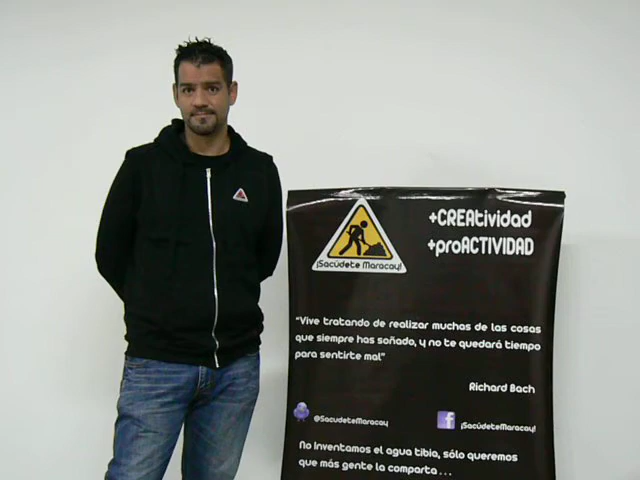 +CREAtividad
+proACTIVIDAD
¡Sacúdete Maracay!
"Vive tratando de realizar muchas de las cosas
que siempre has soñado, y no te quedará tiempo
para sentirte mal"
Richard Bach
@SacudeteMaracay
f ¡SacúdeteMaracay!
No Inventamos el agua tibia, sólo queremos
que más gente la comparta...